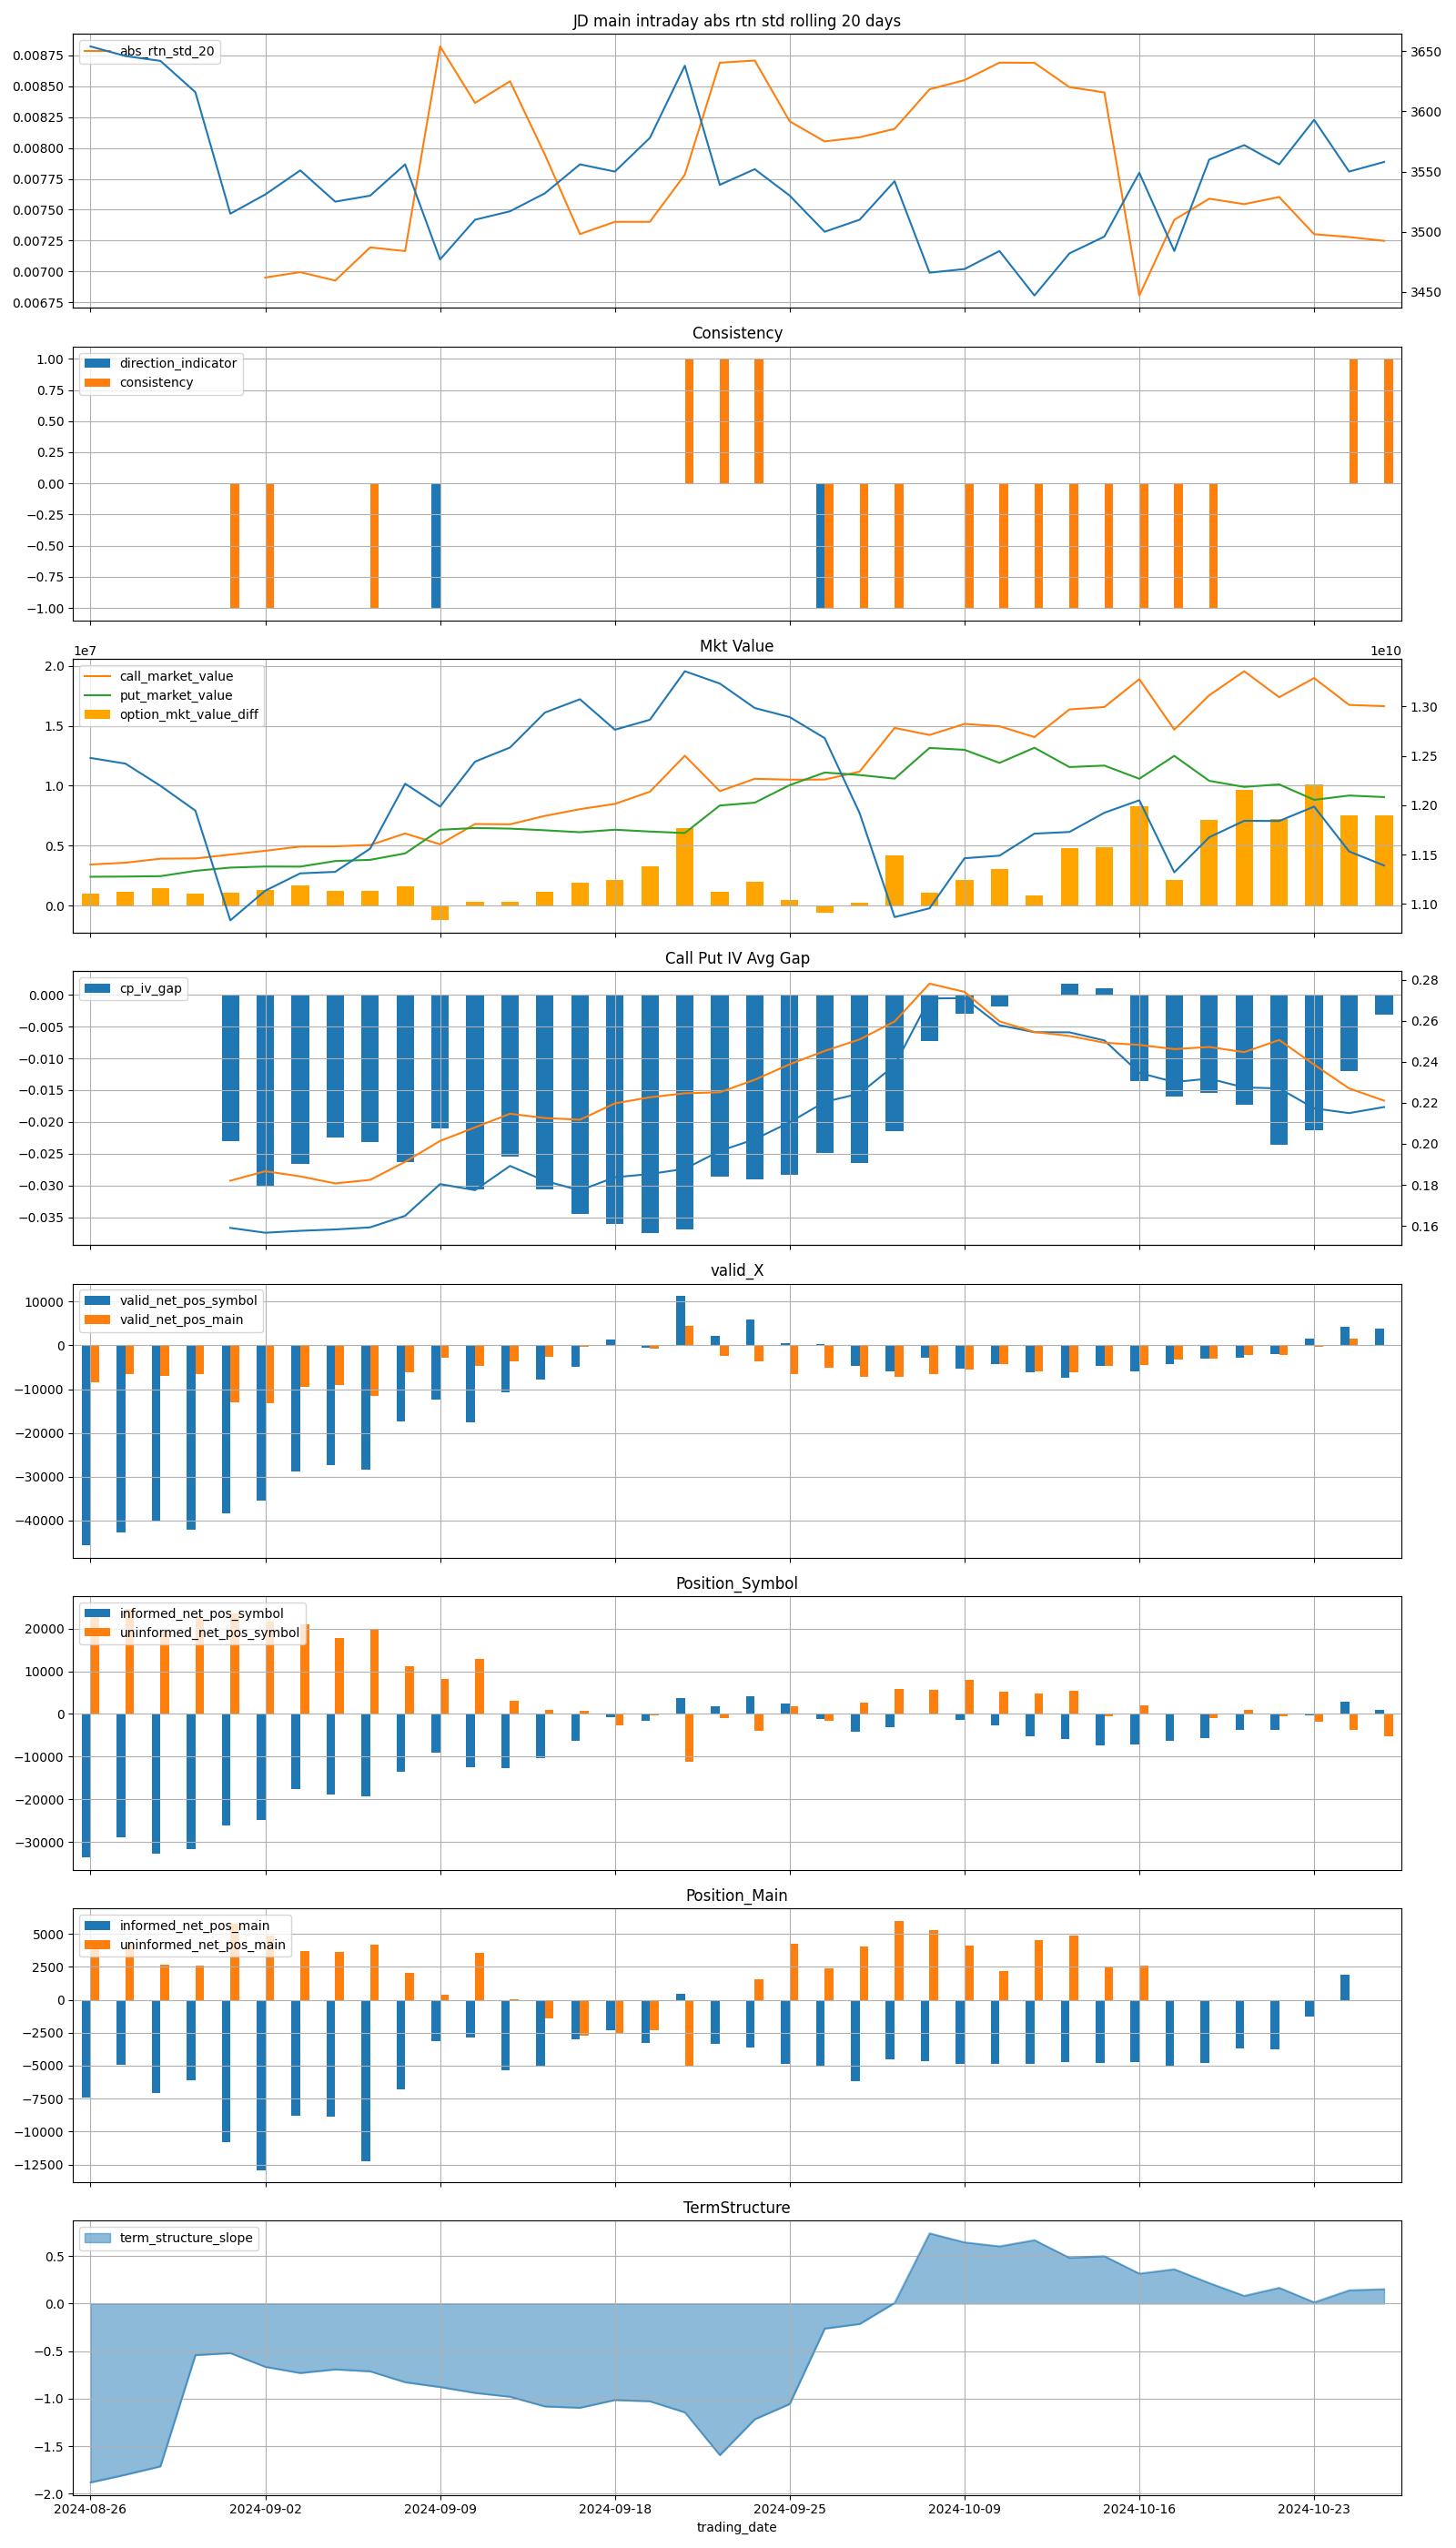 JD main intraday abs rtn std rolling 20 days
abs_rtn_std_20
0.00875
0.00850
0.00825
0.00800
0.00775
0.00750
0.00725
0.00700
0.00675
3650
3600
3550
3500
3450
Consistency
direction_indicator
consistency
1.00
0.75
0.50
0.25
0.00
−0.25
−0.50
−0.75
−1.00
Mkt Value
1e7
1e10
call_market_value
put_market_value
option_mkt_value_diff
2.0
1.5
1.0
0.5
0.0
1.30
1.25
1.20
1.15
1.10
Call Put IV Avg Gap
cp_iv_gap
0.000
−0.005
−0.010
−0.015
−0.020
−0.025
−0.030
−0.035
0.28
0.26
0.24
0.22
0.20
0.18
0.16
valid_X
valid_net_pos_symbol
valid_net_pos_main
10000
0
−10000
−20000
−30000
−40000
Position_Symbol
informed_net_pos_symbol
uninformed_net_pos_symbol
20000
10000
0
−10000
−20000
−30000
Position_Main
informed_net_pos_main
uninformed_net_pos_main
5000
2500
0
−2500
−5000
−7500
−10000
−12500
TermStructure
term_structure_slope
0.5
0.0
−0.5
−1.0
−1.5
−2.0
2024-08-26 2024-09-02 2024-09-09 2024-09-18 2024-09-25 2024-10-09 2024-10-16 2024-10-23
trading_date